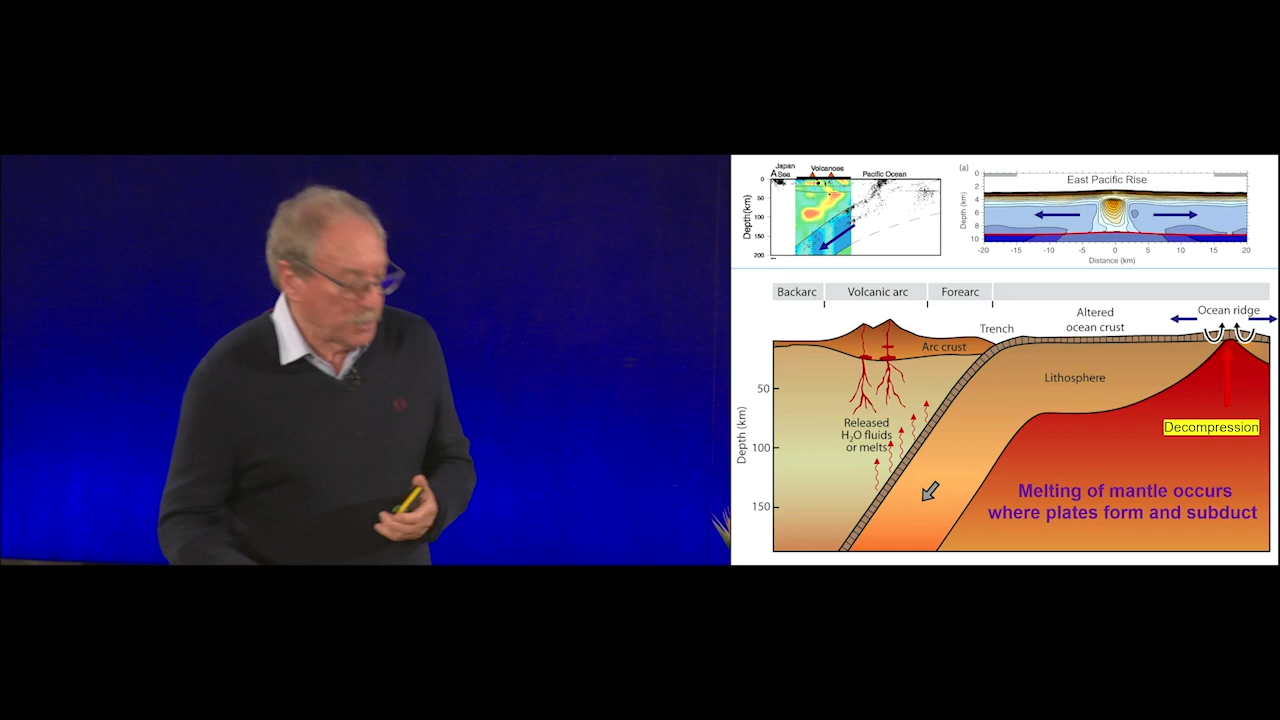 Japan
A Sea
Volcanoes
Pacific Ocean
Depth(km)
0
50
100
150
200
(a)
East Pacific Rise
Depth (km)
0
2
4
6
8
10
-20 -15 -10 -5 0 5 10 15 20
Distance (km)
Backarc
Volcanic arc
Forearc
Trench
Altered
ocean crust
Ocean ridge
Arc crust
Lithosphere
Depth (km)
50
100
150
Released
H₂O fluids
or melts
Decompression
Melting of mantle occurs
where plates form and subduct